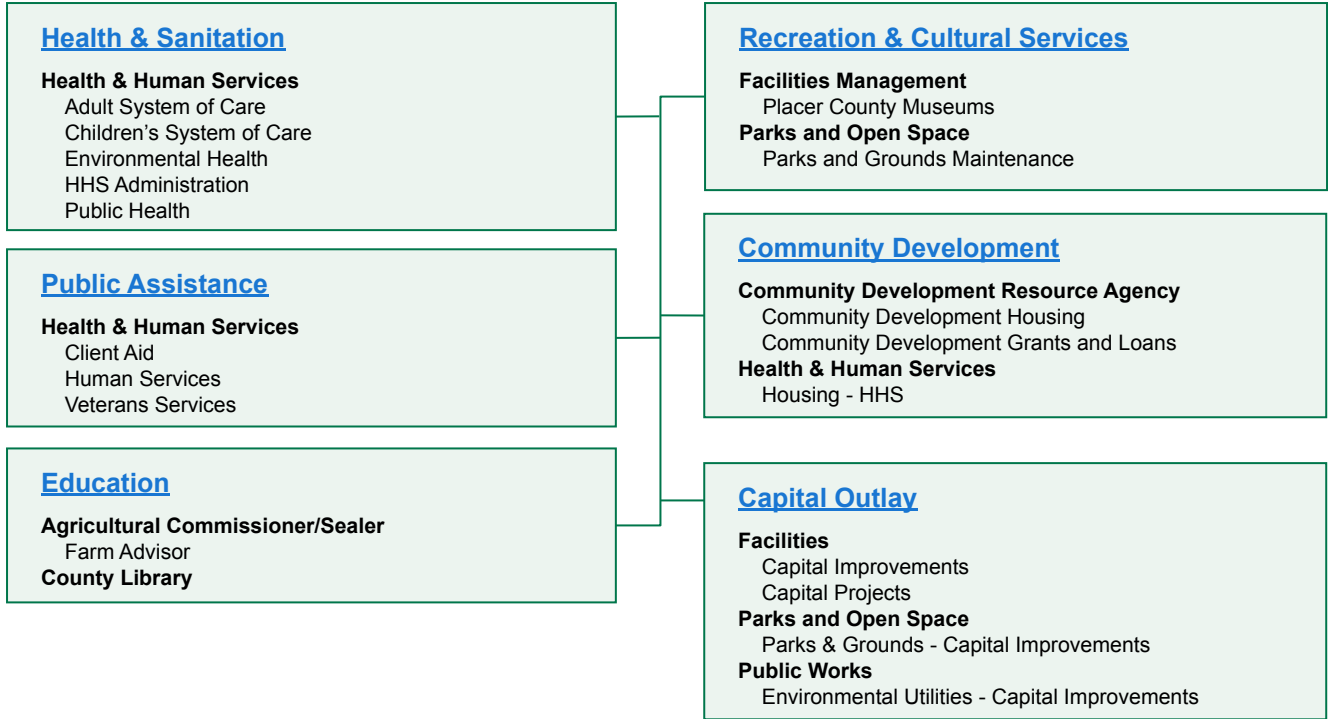 Health & Sanitation
Health & Human Services
Adult System of Care
Children’s System of Care
Environmental Health
HHS Administration
Public Health
Public Assistance
Health & Human Services
Client Aid
Human Services
Veterans Services
Education
Agricultural Commissioner/Sealer
Farm Advisor
County Library
Recreation & Cultural Services
Facilities Management
Placer County Museums
Parks and Open Space
Parks and Grounds Maintenance
Community Development
Community Development Resource Agency
Community Development Housing
Community Development Grants and Loans
Health & Human Services
Housing - HHS
Capital Outlay
Facilities
Capital Improvements
Capital Projects
Parks and Open Space
Parks & Grounds - Capital Improvements
Public Works
Environmental Utilities - Capital Improvements